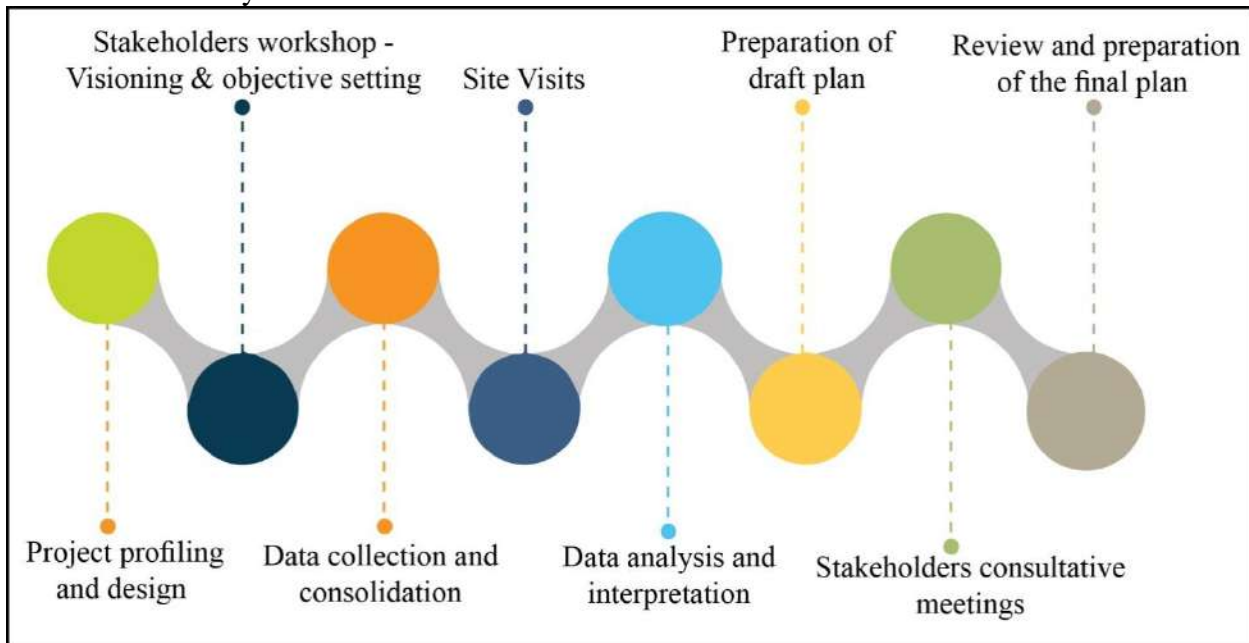 Stakeholders workshop -
Visioning & objective setting
Site Visits
Preparation of
draft plan
Review and preparation
of the final plan
Project profiling
and design
Data collection and
consolidation
Data analysis and
interpretation
Stakeholders consultative
meetings